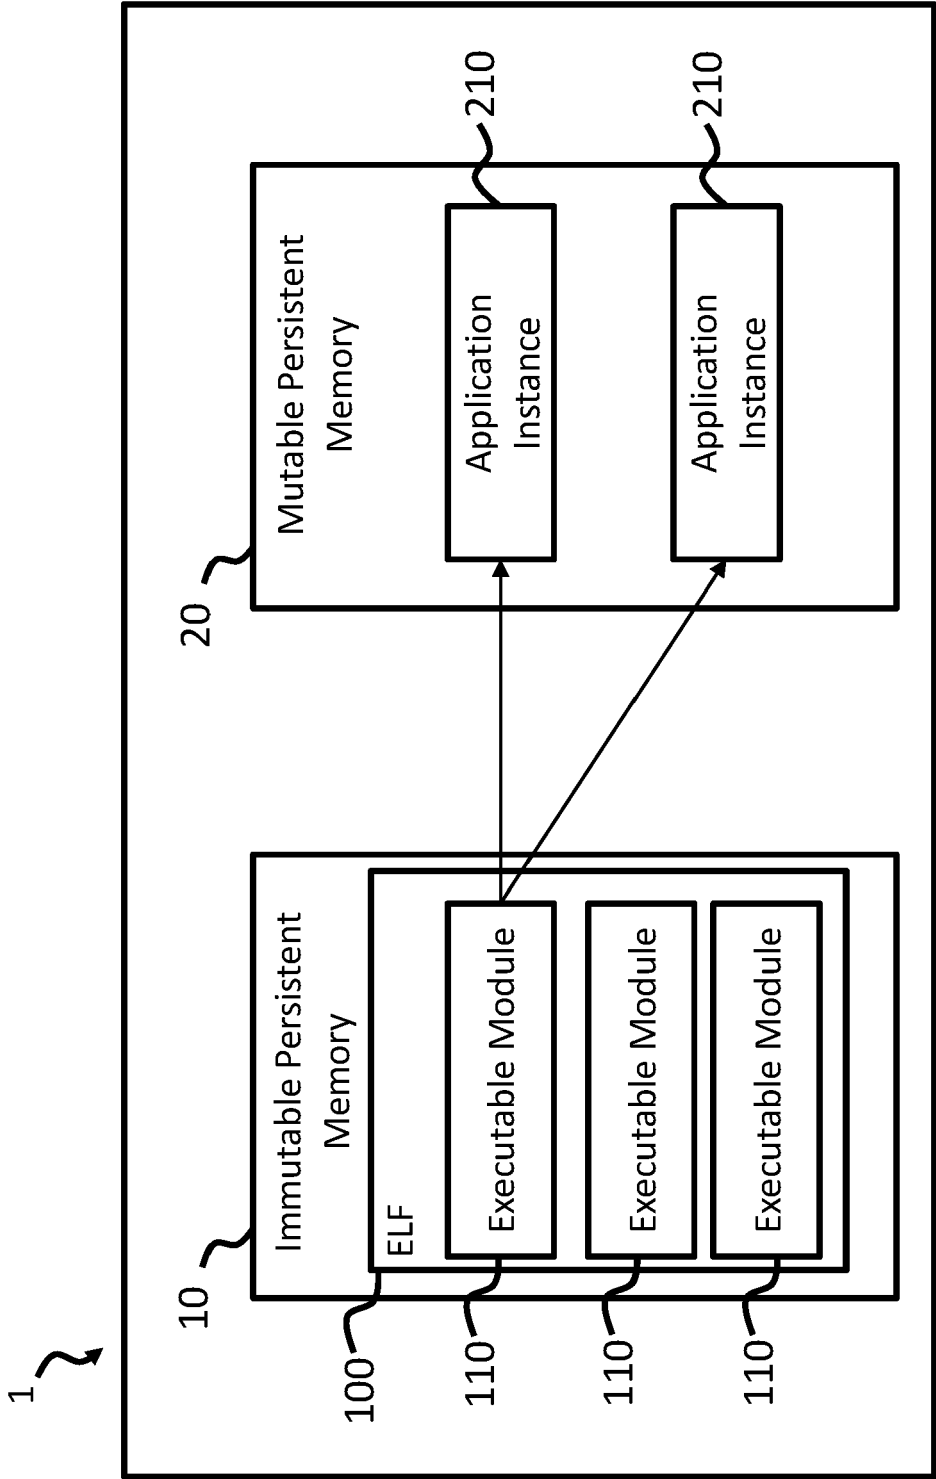 1
10
Immutable Persistent
Memory
100
ELF
110
Executable Module
110
Executable Module
110
Executable Module
20
Mutable Persistent
Memory
Application
Instance
210
Application
Instance
210